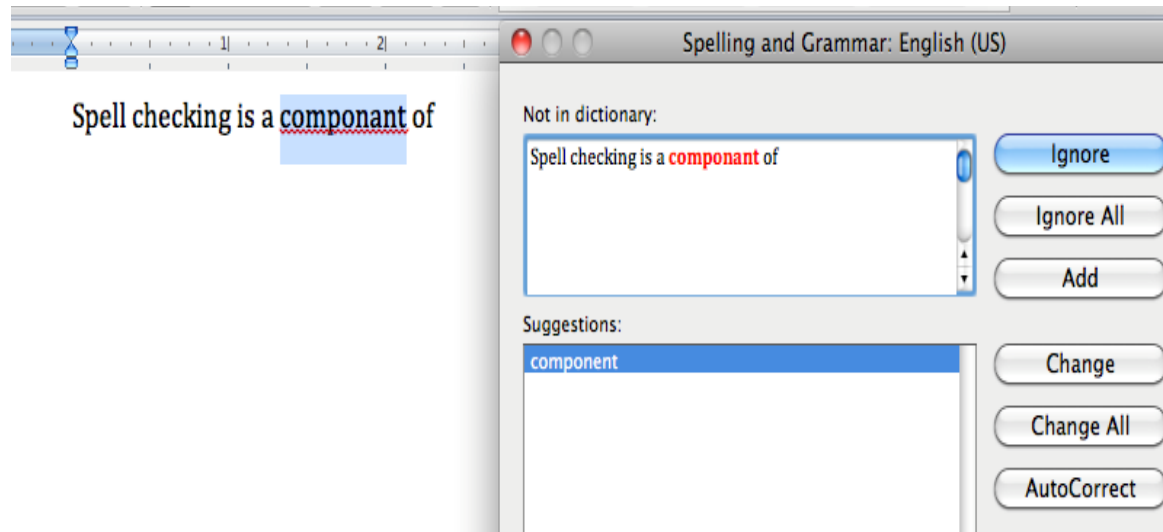 1 2
Spelling and Grammar: English (US)
Spell checking is a componant of
Not in dictionary:
Spell checking is a componant of
Ignore
Ignore All
Add
Suggestions:
component
Change
Change All
AutoCorrect